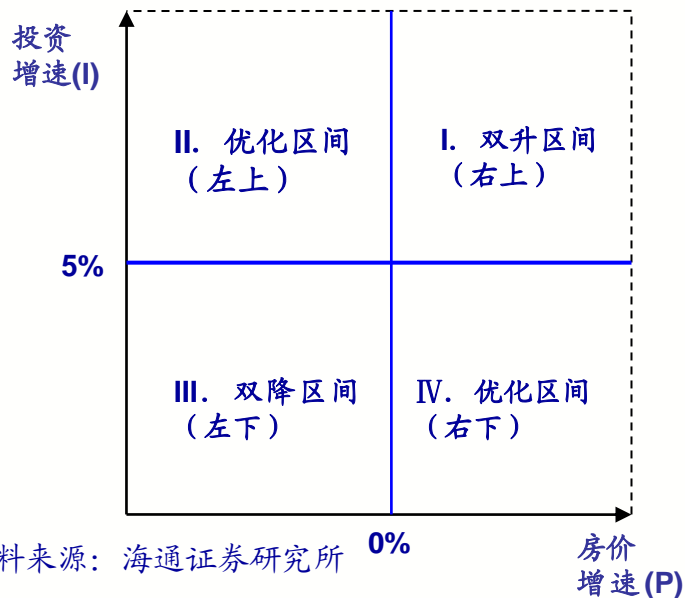 投资
增速(I)
II. 优化区间
（左上）
I. 双升区间
（右上）
5%
III. 双降区间
（左下）
Ⅳ. 优化区间
（右下）
0%
料来源：海通证券研究所
房价
增速(P)